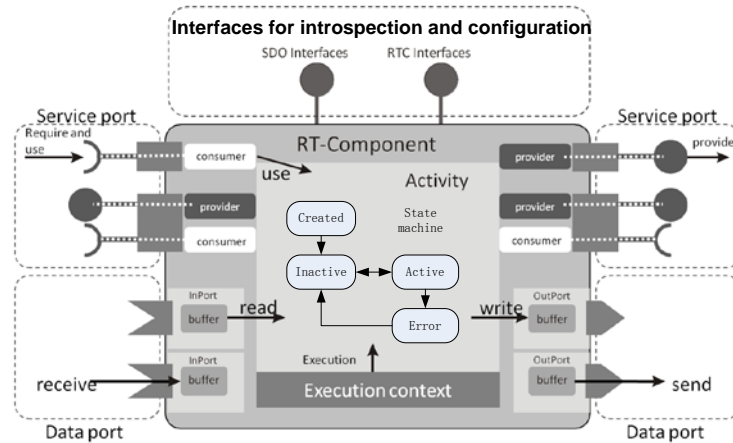 Interfaces for introspection and configuration
SDO Interfaces
RTC Interfaces
Service port
Service port
Require and
use
RT-Component
provide
consumer
provider
use
Activity
provider
provider
Created
State
machine
consumer
consumer
Inactive
Active
InPort
OutPort
buffer
read
write
buffer
Error
InPort
Execution
OutPort
receive
buffer
Execution context
buffer
send
Data port
Data port